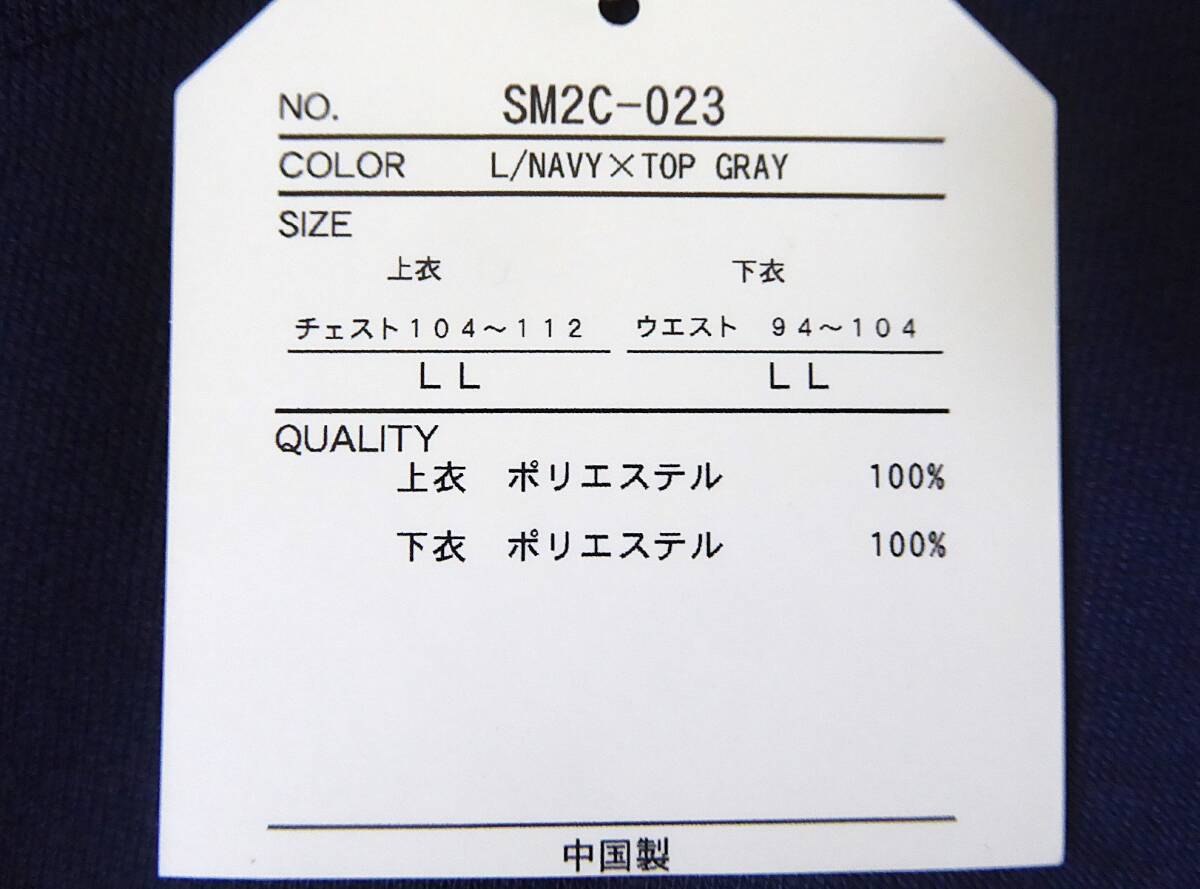 NO. SM2C-023
COLOR L/NAVY×TOP GRAY
SIZE
上衣 下衣
チェスト104～112 ウエスト 94～104
LL LL
QUALITY
上衣 ポリエステル 100%
下衣 ポリエステル 100%
中国製